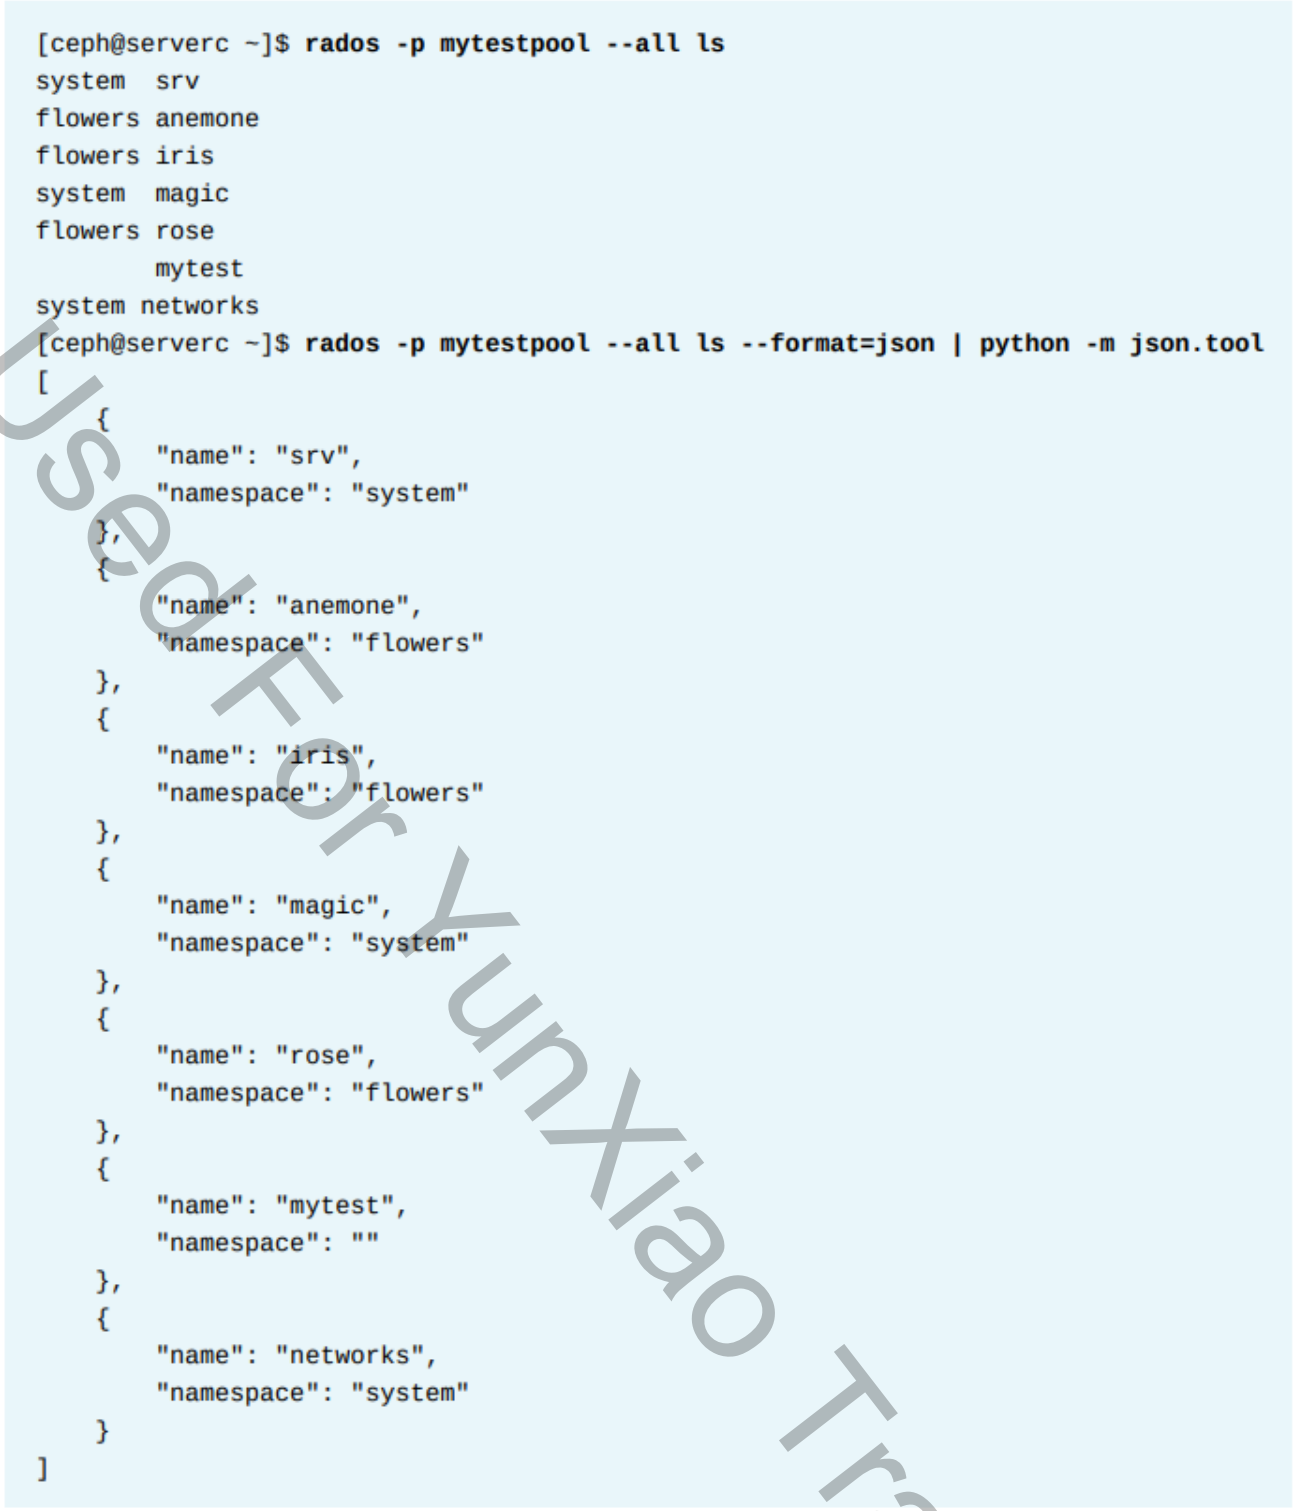 [ceph@serverc ~]$ rados -p mytestpool --all ls
system  srv
flowers anemone
flowers iris
system  magic
flowers rose
        mytest
system networks
[ceph@serverc ~]$ rados -p mytestpool --all ls --format=json | python -m json.tool
[
    {
        "name": "srv",
        "namespace": "system"
    },
    {
        "name": "anemone",
        "namespace": "flowers"
    },
    {
        "name": "iris",
        "namespace": "flowers"
    },
    {
        "name": "magic",
        "namespace": "system"
    },
    {
        "name": "rose",
        "namespace": "flowers"
    },
    {
        "name": "mytest",
        "namespace": ""
    },
    {
        "name": "networks",
        "namespace": "system"
    }
]
Used For YunXiao